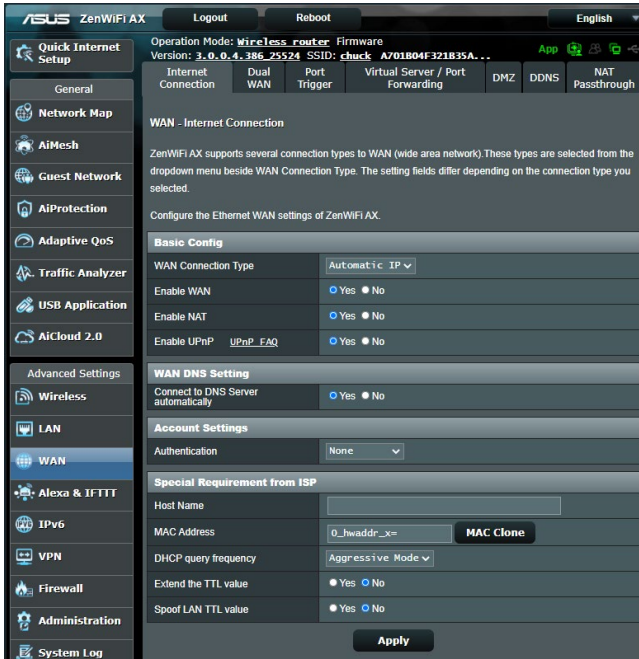 ASUS ZenWiFi AX Logout Reboot English
Quick Internet Setup
General
Network Map
AiMesh
Guest Network
AiProtection
Adaptive QoS
Traffic Analyzer
USB Application
AiCloud 2.0
Advanced Settings
Wireless
LAN
WAN
Alexa & IFTTT
IPv6
VPN
Firewall
Administration
System Log
Operation Mode: Wireless router Firmware
Version: 3.0.0.4.386_25524 SSID: chuck A701B04F321B35A...
App
Internet Connection
Dual WAN
Port Trigger
Virtual Server / Port Forwarding
DMZ
DDNS
NAT Passthrough
WAN - Internet Connection
ZenWiFi AX supports several connection types to WAN (wide area network).These types are selected from the
dropdown menu beside WAN Connection Type. The setting fields differ depending on the connection type you
selected.
Configure the Ethernet WAN settings of ZenWiFi AX.
Basic Config
WAN Connection Type Automatic IP
Enable WAN Yes No
Enable NAT Yes No
Enable UPnP UPnP FAQ Yes No
WAN DNS Setting
Connect to DNS Server automatically Yes No
Account Settings
Authentication None
Special Requirement from ISP
Host Name
MAC Address 0_hwaddr_x= MAC Clone
DHCP query frequency Aggressive Mode
Extend the TTL value Yes No
Spoof LAN TTL value Yes No
Apply